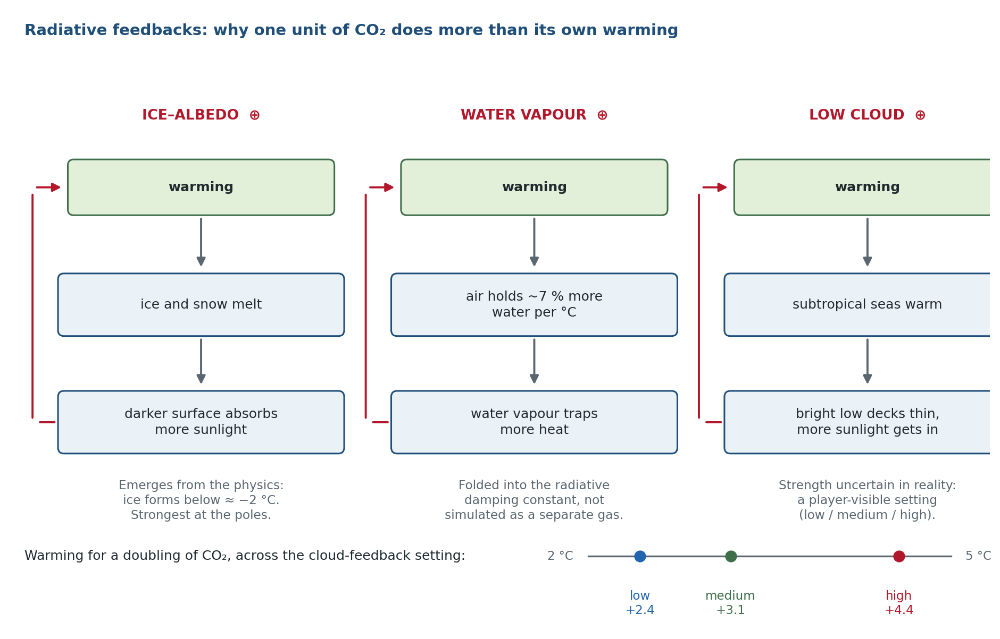 Radiative feedbacks: why one unit of CO₂ does more than its own warming
ICE–ALBEDO ⊕
warming
ice and snow melt
darker surface absorbs
more sunlight
Emerges from the physics:
ice forms below ≈ −2 °C.
Strongest at the poles.
WATER VAPOUR ⊕
warming
air holds ~7 % more
water per °C
water vapour traps
more heat
Folded into the radiative
damping constant, not
simulated as a separate gas.
LOW CLOUD ⊕
warming
subtropical seas warm
bright low decks thin,
more sunlight gets in
Strength uncertain in reality:
a player-visible setting
(low / medium / high).
Warming for a doubling of CO₂, across the cloud-feedback setting:
2 °C
5 °C
low
+2.4
medium
+3.1
high
+4.4